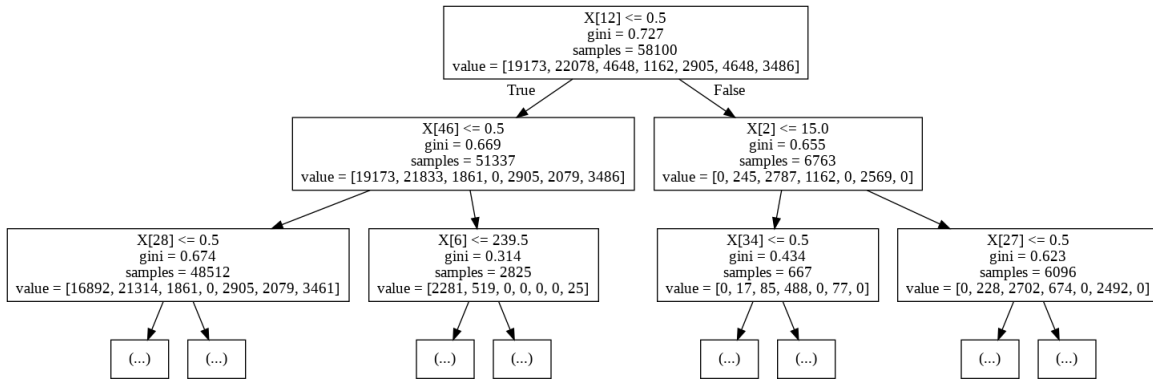 X[12] <= 0.5
gini = 0.727
samples = 58100
value = [19173, 22078, 4648, 1162, 2905, 4648, 3486]
True
False
X[46] <= 0.5
gini = 0.669
samples = 51337
value = [19173, 21833, 1861, 0, 2905, 2079, 3486]
X[2] <= 15.0
gini = 0.655
samples = 6763
value = [0, 245, 2787, 1162, 0, 2569, 0]
X[28] <= 0.5
gini = 0.674
samples = 48512
value = [16892, 21314, 1861, 0, 2905, 2079, 3461]
X[6] <= 239.5
gini = 0.314
samples = 2825
value = [2281, 519, 0, 0, 0, 0, 25]
X[34] <= 0.5
gini = 0.434
samples = 667
value = [0, 17, 85, 488, 0, 77, 0]
X[27] <= 0.5
gini = 0.623
samples = 6096
value = [0, 228, 2702, 674, 0, 2492, 0]
(...)
(...)
(...)
(...)
(...)
(...)
(...)
(...)